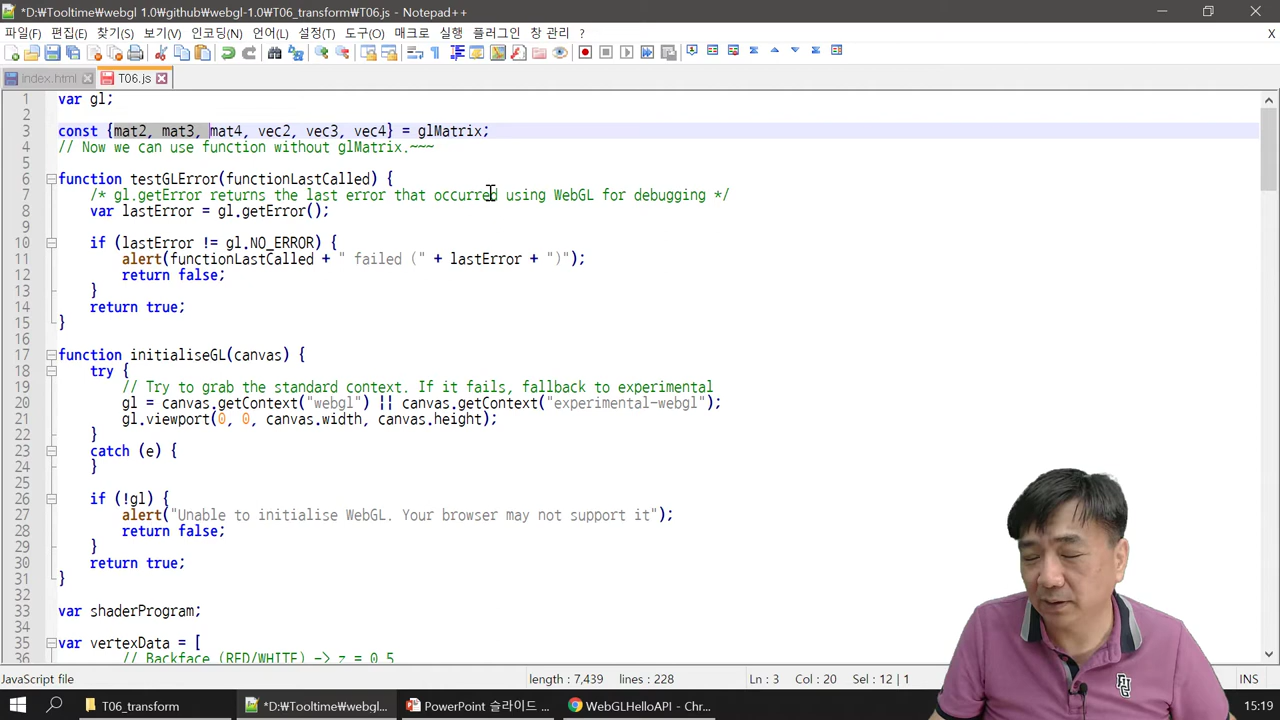 *D:₩Tooltime₩webgl 1.0₩github₩webgl-1.0₩T06_transform₩T06.js - Notepad++
파일(F) 편집(E) 찾기(S) 보기(V) 인코딩(N) 언어(L) 설정(T) 도구(O) 매크로 실행 플러그인 창 관리 ? X
index.html T06.js
1 var gl;
2
3 const {mat2, mat3, mat4, vec2, vec3, vec4} = glMatrix;
4 // Now we can use function without glMatrix.~~~
5
6 function testGLError(functionLastCalled) {
7 /* gl.getError returns the last error that occurred using WebGL for debugging */
8 var lastError = gl.getError();
9
10 if (lastError != gl.NO_ERROR) {
11 alert(functionLastCalled + " failed (" + lastError + ")");
12 return false;
13 }
14 return true;
15 }
16
17 function initialiseGL(canvas) {
18 try {
19 // Try to grab the standard context. If it fails, fallback to experimental
20 gl = canvas.getContext("webgl") || canvas.getContext("experimental-webgl");
21 gl.viewport(0, 0, canvas.width, canvas.height);
22 }
23 catch (e) {
24 }
25
26 if (!gl) {
27 alert("Unable to initialise WebGL. Your browser may not support it");
28 return false;
29 }
30 return true;
31 }
32
33 var shaderProgram;
34
35 var vertexData = [
36 // Backface (RED/WHITE) -> z = 0.5
JavaScript file length : 7,439 lines : 228 Ln : 3 Col : 20 Sel : 12 | 1 INS
T06_transform *D:₩Tooltime₩webgl... PowerPoint 슬라이드 ... WebGLHelloAPI - Chr... 15:19